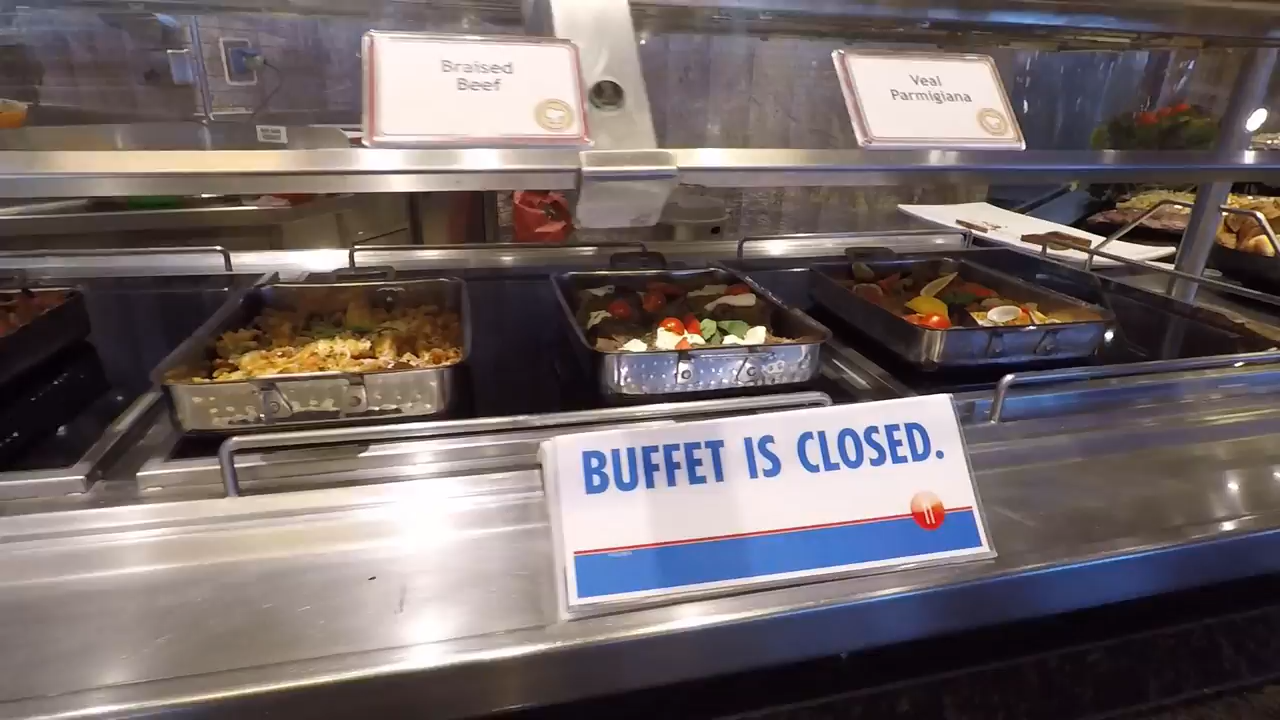 Braised
Beef
Veal
Parmigiana
BUFFET IS CLOSED.